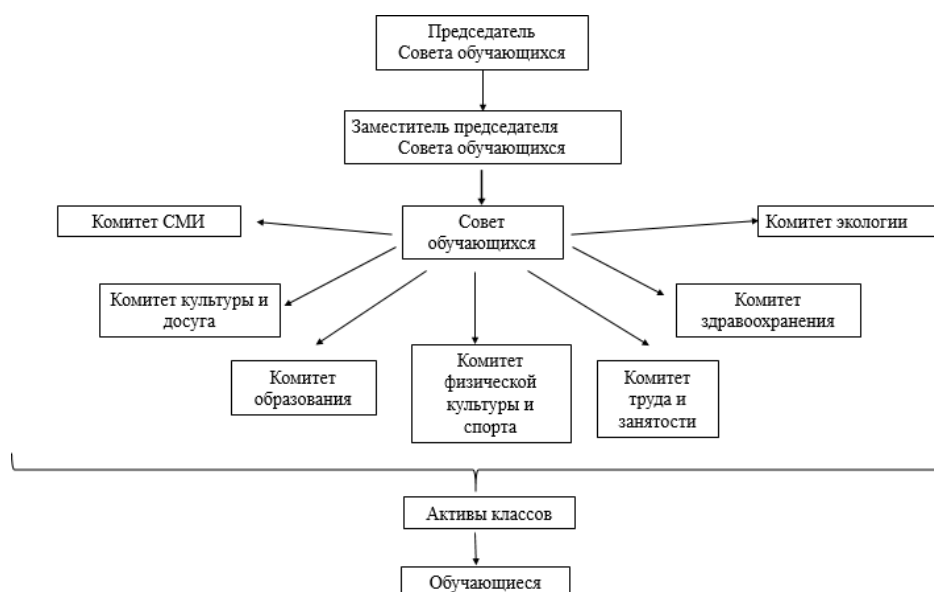 Председатель
Совета обучающихся
Заместитель председателя
Совета обучающихся
Комитет СМИ
Совет
обучающихся
Комитет экологии
Комитет культуры и
досуга
Комитет
здравоохранения
Комитет
образования
Комитет
физической
культуры и
спорта
Комитет
труда и
занятости
Активы классов
Обучающиеся